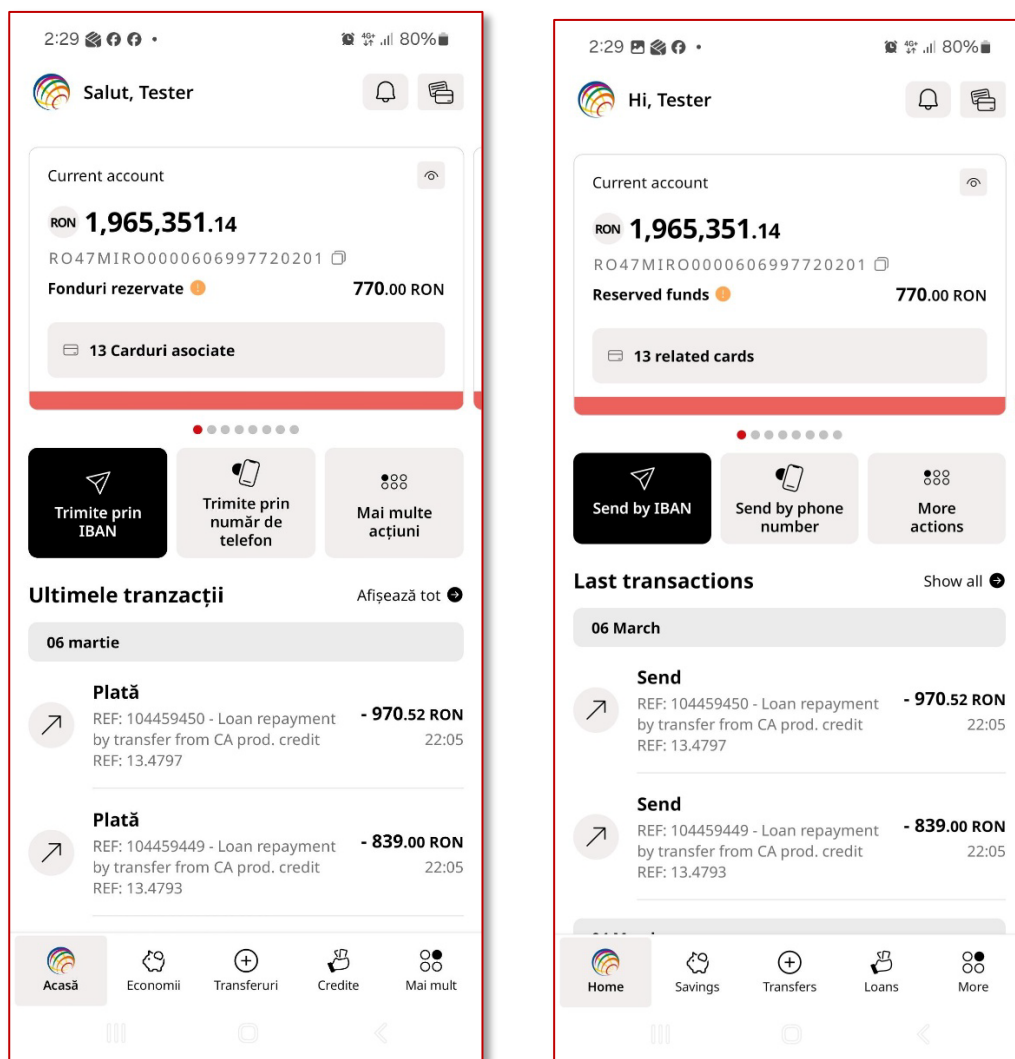 2:29
80%
Salut, Tester
Current account
RON 1,965,351.14
RO47MIRO0000606997720201
Fonduri rezervate 770.00 RON
13 Carduri asociate
Trimite prin
IBAN
Trimite prin
număr de
telefon
Mai multe
acțiuni
Ultimele tranzacții
Afișează tot
06 martie
Plată
REF: 104459450 - Loan repayment
by transfer from CA prod. credit
REF: 13.4797
- 970.52 RON
22:05
Plată
REF: 104459449 - Loan repayment
by transfer from CA prod. credit
REF: 13.4793
- 839.00 RON
22:05
Acasă
Economii
Transferuri
Credite
Mai mult
2:29
80%
Hi, Tester
Current account
RON 1,965,351.14
RO47MIRO0000606997720201
Reserved funds 770.00 RON
13 related cards
Send by IBAN
Send by phone
number
More
actions
Last transactions
Show all
06 March
Send
REF: 104459450 - Loan repayment
by transfer from CA prod. credit
REF: 13.4797
- 970.52 RON
22:05
Send
REF: 104459449 - Loan repayment
by transfer from CA prod. credit
REF: 13.4793
- 839.00 RON
22:05
Home
Savings
Transfers
Loans
More